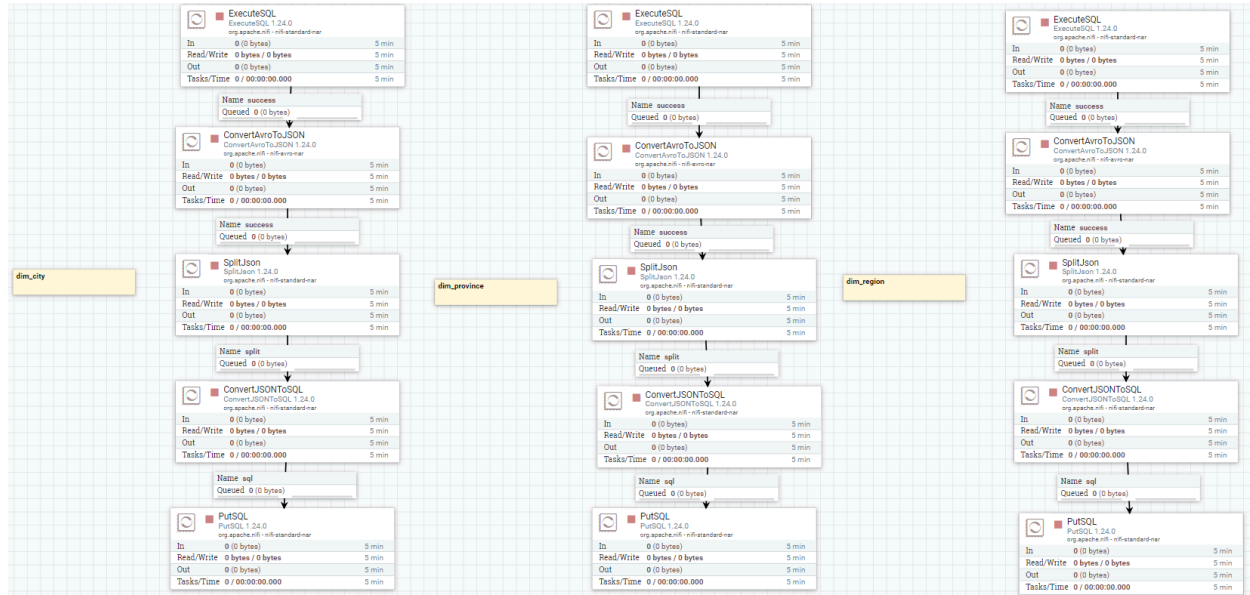 ExecuteSQL
ExecuteSQL 1.24.0
org.apache.nifi - nifi-standard-nar
In 0 (0 bytes) 5 min
Read/Write 0 bytes / 0 bytes 5 min
Out 0 (0 bytes) 5 min
Tasks/Time 0 / 00:00:00.000 5 min
Name success
Queued 0 (0 bytes)
ConvertAvroToJSON
ConvertAvroToJSON 1.24.0
org.apache.nifi - nifi-avro-nar
In 0 (0 bytes) 5 min
Read/Write 0 bytes / 0 bytes 5 min
Out 0 (0 bytes) 5 min
Tasks/Time 0 / 00:00:00.000 5 min
Name success
Queued 0 (0 bytes)
dim_city
SplitJson
SplitJson 1.24.0
org.apache.nifi - nifi-standard-nar
In 0 (0 bytes) 5 min
Read/Write 0 bytes / 0 bytes 5 min
Out 0 (0 bytes) 5 min
Tasks/Time 0 / 00:00:00.000 5 min
Name split
Queued 0 (0 bytes)
ConvertJSONToSQL
ConvertJSONToSQL 1.24.0
org.apache.nifi - nifi-standard-nar
In 0 (0 bytes) 5 min
Read/Write 0 bytes / 0 bytes 5 min
Out 0 (0 bytes) 5 min
Tasks/Time 0 / 00:00:00.000 5 min
Name sql
Queued 0 (0 bytes)
PutSQL
PutSQL 1.24.0
org.apache.nifi - nifi-standard-nar
In 0 (0 bytes) 5 min
Read/Write 0 bytes / 0 bytes 5 min
Out 0 (0 bytes) 5 min
Tasks/Time 0 / 00:00:00.000 5 min
ExecuteSQL
ExecuteSQL 1.24.0
org.apache.nifi - nifi-standard-nar
In 0 (0 bytes) 5 min
Read/Write 0 bytes / 0 bytes 5 min
Out 0 (0 bytes) 5 min
Tasks/Time 0 / 00:00:00.000 5 min
Name success
Queued 0 (0 bytes)
ConvertAvroToJSON
ConvertAvroToJSON 1.24.0
org.apache.nifi - nifi-avro-nar
In 0 (0 bytes) 5 min
Read/Write 0 bytes / 0 bytes 5 min
Out 0 (0 bytes) 5 min
Tasks/Time 0 / 00:00:00.000 5 min
Name success
Queued 0 (0 bytes)
dim_province
SplitJson
SplitJson 1.24.0
org.apache.nifi - nifi-standard-nar
In 0 (0 bytes) 5 min
Read/Write 0 bytes / 0 bytes 5 min
Out 0 (0 bytes) 5 min
Tasks/Time 0 / 00:00:00.000 5 min
Name split
Queued 0 (0 bytes)
ConvertJSONToSQL
ConvertJSONToSQL 1.24.0
org.apache.nifi - nifi-standard-nar
In 0 (0 bytes) 5 min
Read/Write 0 bytes / 0 bytes 5 min
Out 0 (0 bytes) 5 min
Tasks/Time 0 / 00:00:00.000 5 min
Name sql
Queued 0 (0 bytes)
PutSQL
PutSQL 1.24.0
org.apache.nifi - nifi-standard-nar
In 0 (0 bytes) 5 min
Read/Write 0 bytes / 0 bytes 5 min
Out 0 (0 bytes) 5 min
Tasks/Time 0 / 00:00:00.000 5 min
ExecuteSQL
ExecuteSQL 1.24.0
org.apache.nifi - nifi-standard-nar
In 0 (0 bytes) 5 min
Read/Write 0 bytes / 0 bytes 5 min
Out 0 (0 bytes) 5 min
Tasks/Time 0 / 00:00:00.000 5 min
Name success
Queued 0 (0 bytes)
ConvertAvroToJSON
ConvertAvroToJSON 1.24.0
org.apache.nifi - nifi-avro-nar
In 0 (0 bytes) 5 min
Read/Write 0 bytes / 0 bytes 5 min
Out 0 (0 bytes) 5 min
Tasks/Time 0 / 00:00:00.000 5 min
Name success
Queued 0 (0 bytes)
dim_region
SplitJson
SplitJson 1.24.0
org.apache.nifi - nifi-standard-nar
In 0 (0 bytes) 5 min
Read/Write 0 bytes / 0 bytes 5 min
Out 0 (0 bytes) 5 min
Tasks/Time 0 / 00:00:00.000 5 min
Name split
Queued 0 (0 bytes)
ConvertJSONToSQL
ConvertJSONToSQL 1.24.0
org.apache.nifi - nifi-standard-nar
In 0 (0 bytes) 5 min
Read/Write 0 bytes / 0 bytes 5 min
Out 0 (0 bytes) 5 min
Tasks/Time 0 / 00:00:00.000 5 min
Name sql
Queued 0 (0 bytes)
PutSQL
PutSQL 1.24.0
org.apache.nifi - nifi-standard-nar
In 0 (0 bytes) 5 min
Read/Write 0 bytes / 0 bytes 5 min
Out 0 (0 bytes) 5 min
Tasks/Time 0 / 00:00:00.000 5 min